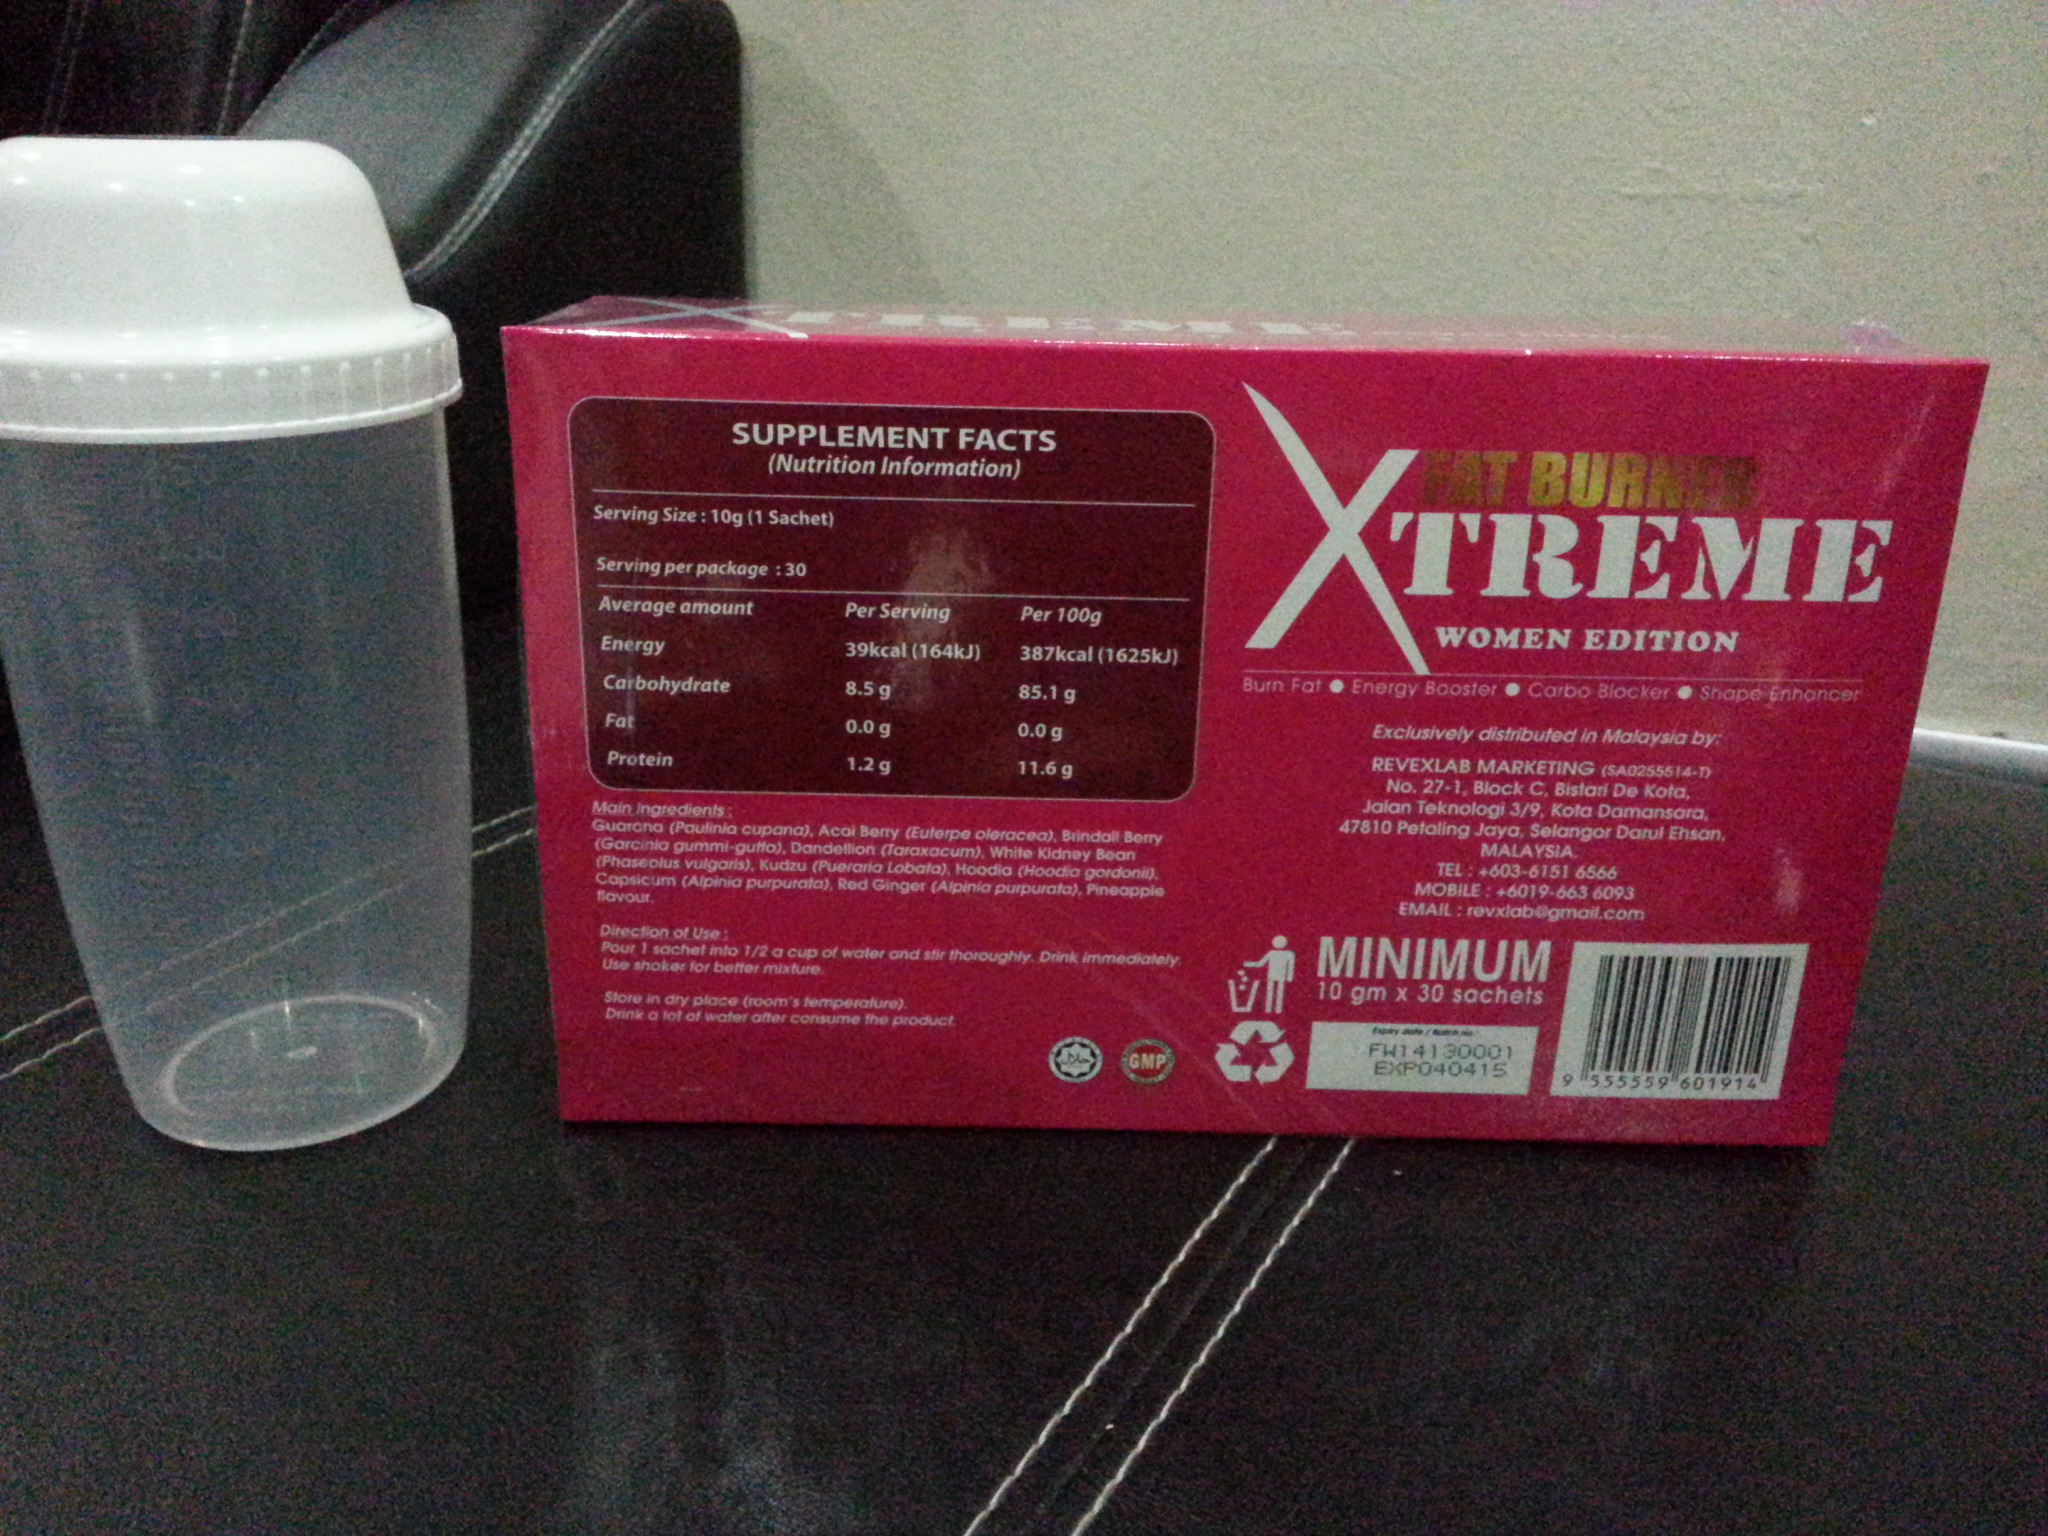 XTREME
SUPPLEMENT FACTS
(Nutrition Information)
Serving Size : 10g (1 Sachet)
Serving per package : 30
Average amount Per Serving Per 100g
Energy 39kcal (164kJ) 387kcal (1625kJ)
Carbohydrate 8.5 g 85.1 g
Fat 0.0 g 0.0 g
Protein 1.2 g 11.6 g
Main Ingredients :
Guarana (Paulinia cupana), Acai Berry (Euterpe oleracea), Brindall Berry
(Garcinia gummi-gutta), Dandellion (Taraxacum), White Kidney Bean
(Phaseolus vulgaris), Kudzu (Pueraria Lobata), Hoodia (Hoodia gordonii),
Capsicum (Alpinia purpurata), Red Ginger (Alpinia purpurata), Pineapple
flavour.
Direction of Use :
Pour 1 sachet into 1/2 a cup of water and stir thoroughly. Drink immediately.
Use shaker for better mixture.
Store in dry place (room's temperature).
Drink a lot of water after consume the product.
حلال
GMP
FAT BURNER
XTREME
WOMEN EDITION
Burn Fat ● Energy Booster ● Carbo Blocker ● Shape Enhancer
Exclusively distributed in Malaysia by:
REVEXLAB MARKETING (SA0255514-T)
No. 27-1, Block C, Bistari De Kota,
Jalan Teknologi 3/9, Kota Damansara,
47810 Petaling Jaya, Selangor Darul Ehsan,
MALAYSIA.
TEL : +603-6151 6566
MOBILE : +6019-663 6093
EMAIL : revxlab@gmail.com
MINIMUM
10 gm x 30 sachets
Expiry date / Batch no.
FW14130001
EXP040415
9 555559 601914